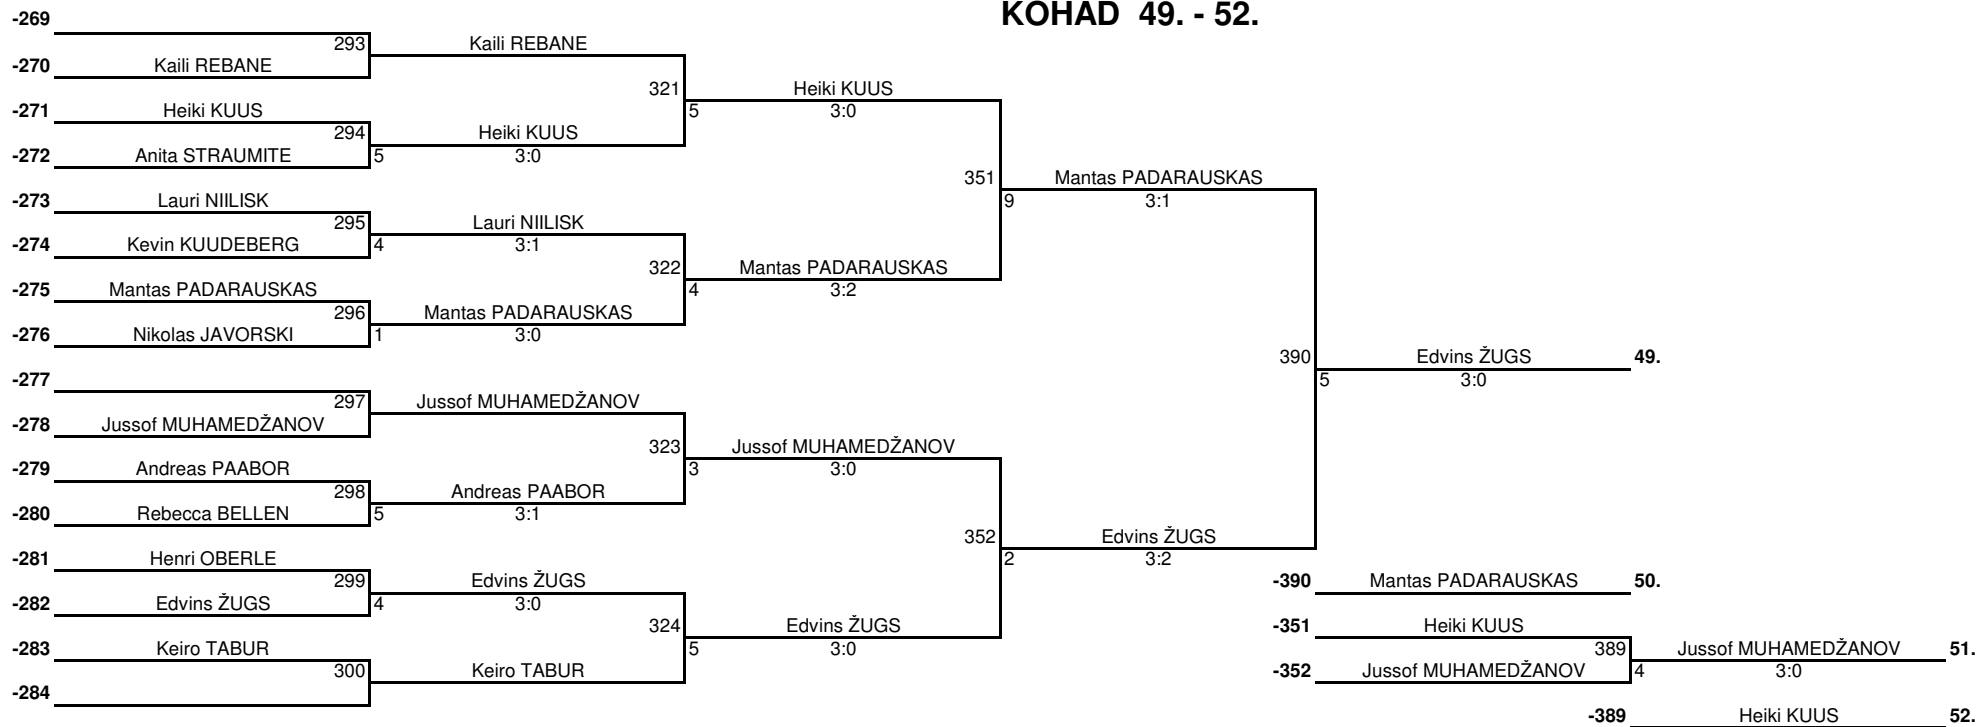 KOHAD 49. - 52.
-269
293 Kaili REBANE
-270 Kaili REBANE
321 Heiki KUUS
-271 Heiki KUUS
5 3:0
294 Heiki KUUS
-272 Anita STRAUMITE 5 3:0
351 Mantas PADARAUSKAS
-273 Lauri NIILISK
9 3:1
295 Lauri NIILISK
-274 Kevin KUUDEBERG 4 3:1
322 Mantas PADARAUSKAS
-275 Mantas PADARAUSKAS
4 3:2
296 Mantas PADARAUSKAS
-276 Nikolas JAVORSKI 1 3:0
390 Edvins ŽUGS 49.
-277
5 3:0
297 Jussof MUHAMEDŽANOV
-278 Jussof MUHAMEDŽANOV
323 Jussof MUHAMEDŽANOV
-279 Andreas PAABOR
3 3:0
298 Andreas PAABOR
-280 Rebecca BELLEN 5 3:1
352 Edvins ŽUGS
-281 Henri OBERLE
2 3:2
299 Edvins ŽUGS
-390 Mantas PADARAUSKAS 50.
-282 Edvins ŽUGS 4 3:0
324 Edvins ŽUGS
-351 Heiki KUUS
-283 Keiro TABUR
5 3:0
389 Jussof MUHAMEDŽANOV 51.
300 Keiro TABUR
-352 Jussof MUHAMEDŽANOV 4 3:0
-284
-389 Heiki KUUS 52.